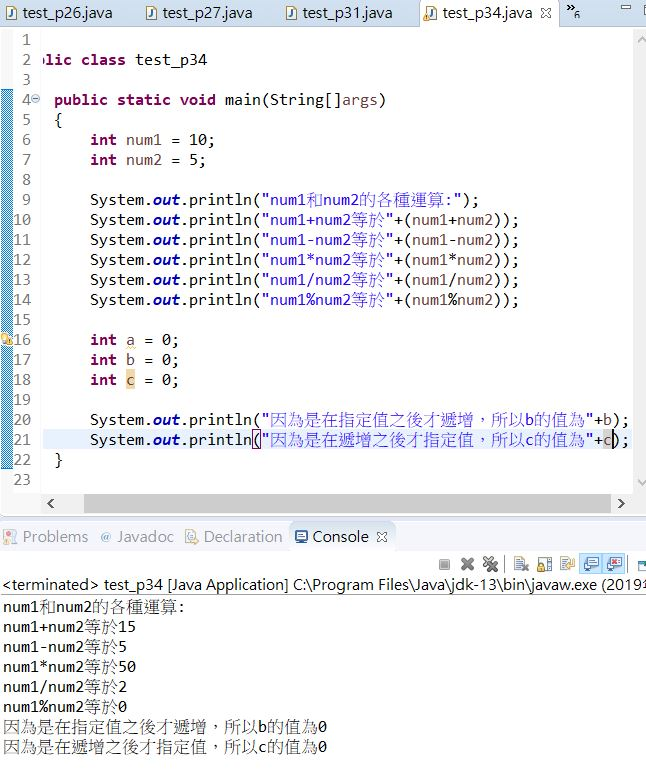 test_p26.java test_p27.java test_p31.java test_p34.java »6
1
2 blic class test_p34
3
4 public static void main(String[]args)
5 {
6 int num1 = 10;
7 int num2 = 5;
8
9 System.out.println("num1和num2的各種運算:");
10 System.out.println("num1+num2等於"+(num1+num2));
11 System.out.println("num1-num2等於"+(num1-num2));
12 System.out.println("num1*num2等於"+(num1*num2));
13 System.out.println("num1/num2等於"+(num1/num2));
14 System.out.println("num1%num2等於"+(num1%num2));
15
16 int a = 0;
17 int b = 0;
18 int c = 0;
19
20 System.out.println("因為是在指定值之後才遞增，所以b的值為"+b);
21 System.out.println("因為是在遞增之後才指定值，所以c的值為"+c);
22 }
23
Problems @ Javadoc Declaration Console
<terminated> test_p34 [Java Application] C:\Program Files\Java\jdk-13\bin\javaw.exe (2019
num1和num2的各種運算:
num1+num2等於15
num1-num2等於5
num1*num2等於50
num1/num2等於2
num1%num2等於0
因為是在指定值之後才遞增，所以b的值為0
因為是在遞增之後才指定值，所以c的值為0